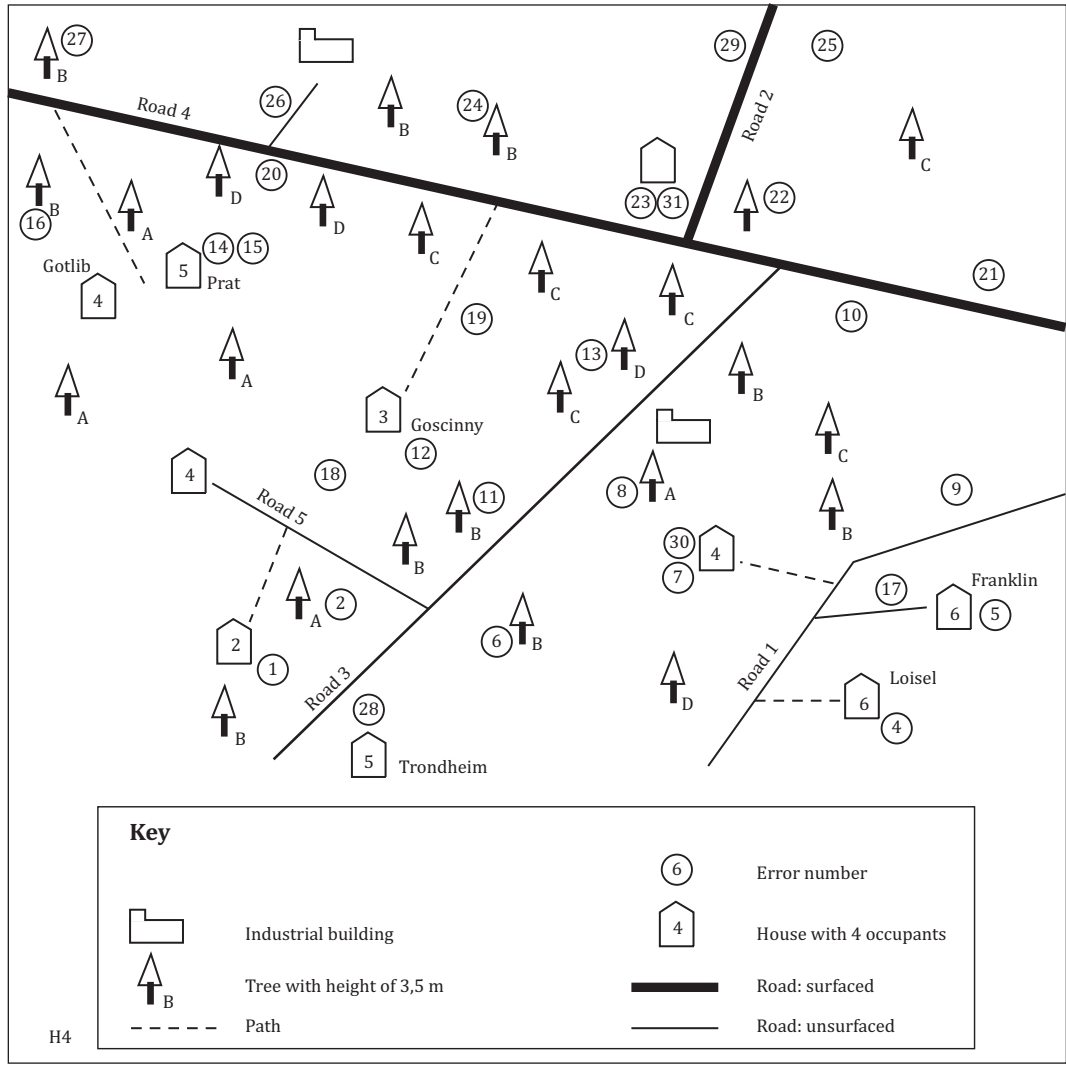 27
B
29
25
26
24
B
B
Road 4
Road 2
C
20
D
D
B
16
A
23 31
22
C
14 15
Gotlib
5
Prat
4
C
21
C
10
19
A
A
13
D
B
3
Goscinny
12
C
C
4
18
Road 5
11
B
B
8
A
9
B
30
4
7
Franklin
17
6
5
A
2
2
1
6
B
Road 3
Road 1
D
Loisel
6
4
B
28
5
Trondheim
Key
6
Error number
Industrial building
4
House with 4 occupants
B
Tree with height of 3,5 m
Road: surfaced
Path
Road: unsurfaced
H4